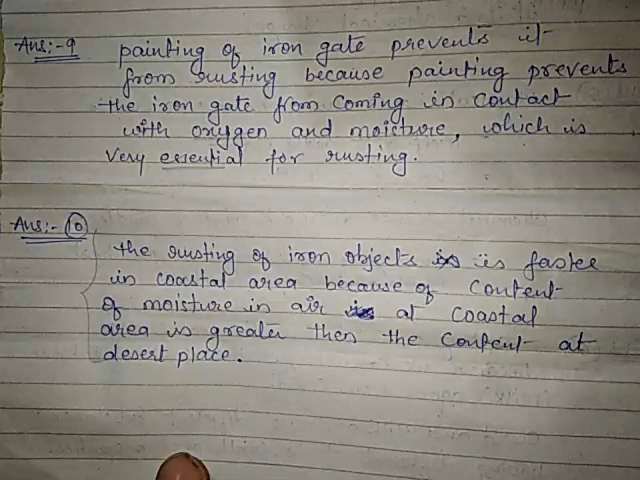 Ans:- 9 painting of iron gate prevents it
from rusting because painting prevents
the iron gate from coming in contact
with oxygen and moisture, which is
very essential for rusting.
Ans:- 10 the rusting of iron objects is faster
in coastal area because of content
of moisture in air at coastal
area is greater then the content at
desert place.